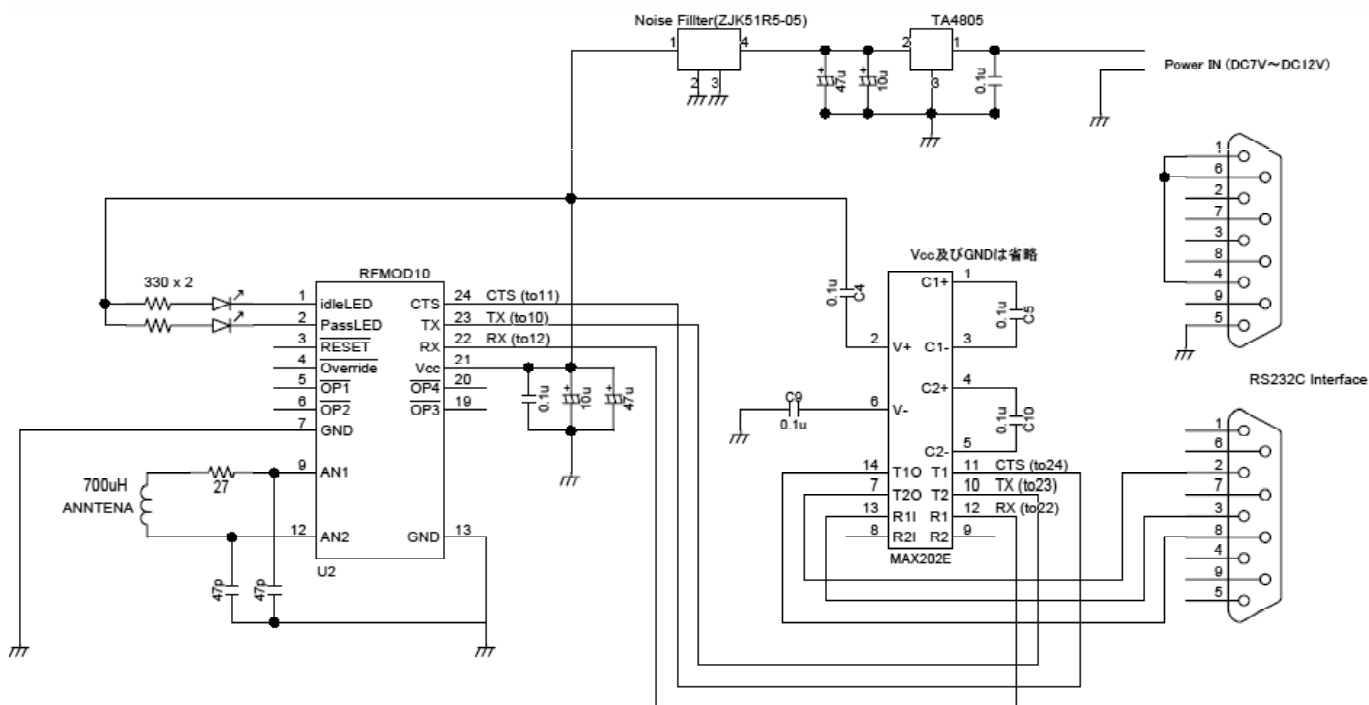 Noise Fillter(ZJK51R5-05)
TA4805
1
4
2
1
2
3
3
47u
10u
0.1u
Power IN (DC7V～DC12V)
1
6
2
7
3
8
4
9
5
RS232C Interface
Vcc及びGNDは省略
330 x 2
RFMOD10
1
idleLED
CTS
24
CTS (to11)
2
PassLED
TX
23
TX (to10)
3
RESET
RX
22
RX (to12)
4
Override
Vcc
21
5
OP1
OP4
20
6
OP2
OP3
19
7
GND
9
AN1
12
AN2
GND
13
U2
0.1u
10u
47u
700uH
ANNTENA
27
47p
47p
0.1u
C4
C1+
1
0.1u
C5
2
V+
C1-
3
C2+
4
C9
0.1u
6
V-
0.1u
C10
C2-
5
14
T1O
T1
11
CTS (to24)
7
T2O
T2
10
TX (to23)
13
R1I
R1
12
RX (to22)
8
R2I
R2
9
MAX202E
1
6
2
7
3
8
4
9
5